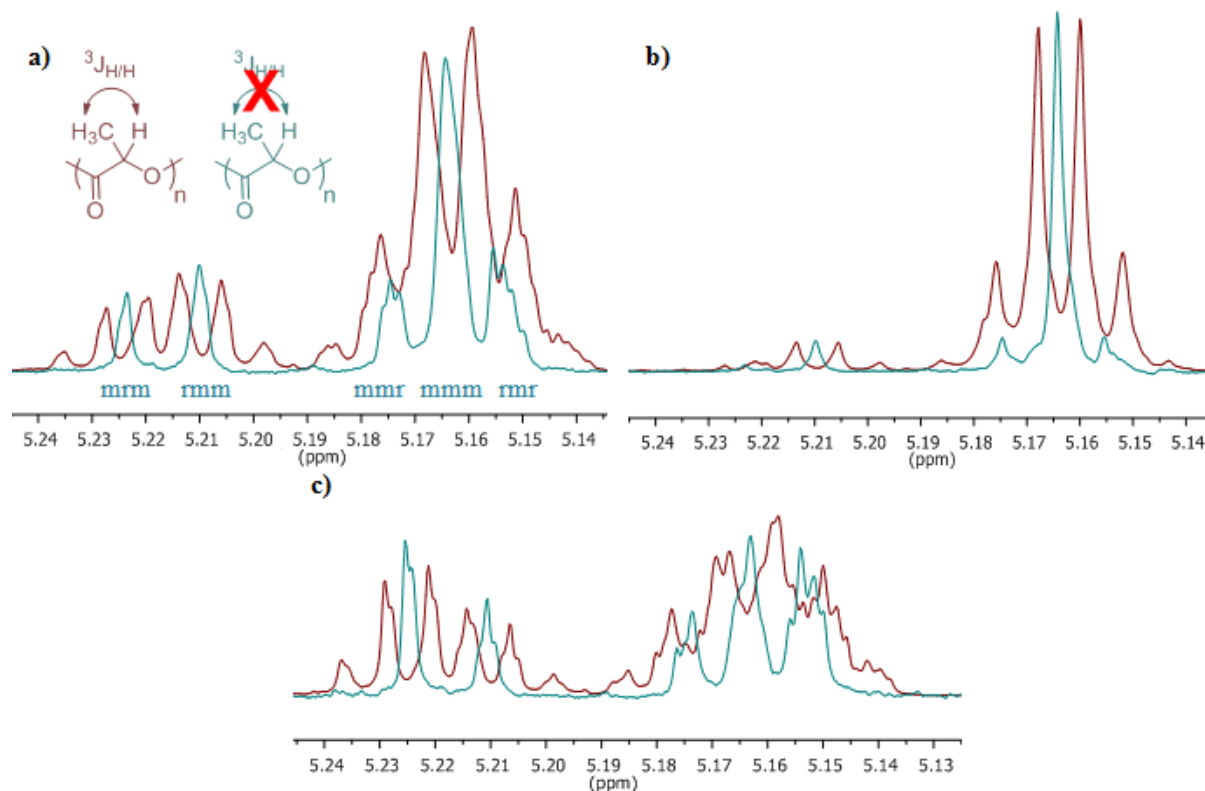 a)
³J_H/H
³J_H/H
X
H₃C H
H₃C H
( O ) n
O
( O ) n
O
mrm rmm mmr mmm rmr
5.24 5.23 5.22 5.21 5.20 5.19 5.18 5.17 5.16 5.15 5.14
(ppm)
b)
5.24 5.23 5.22 5.21 5.20 5.19 5.18 5.17 5.16 5.15 5.14
(ppm)
c)
5.24 5.23 5.22 5.21 5.20 5.19 5.18 5.17 5.16 5.15 5.14 5.13
(ppm)